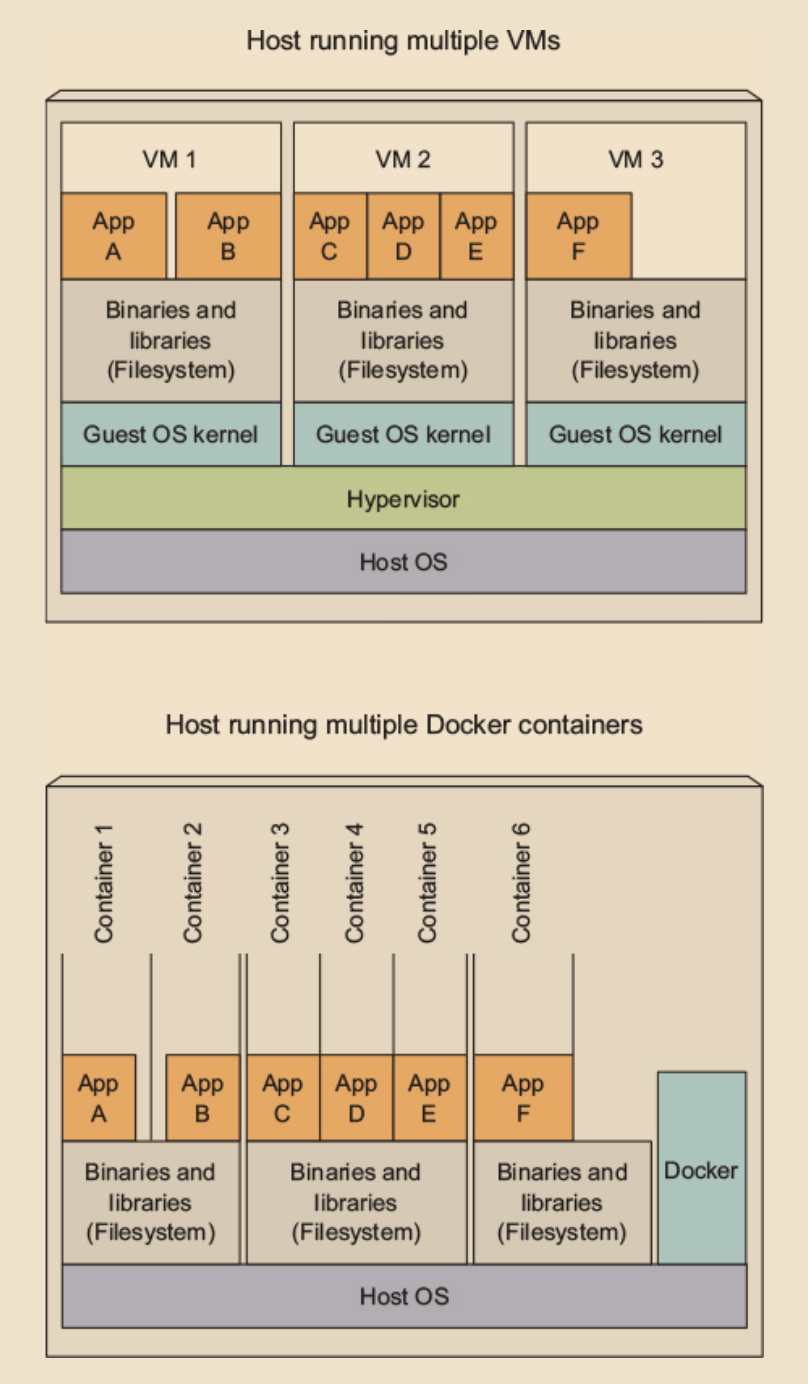 Host running multiple VMs
VM 1
VM 2
VM 3
App
A
App
B
App
C
App
D
App
E
App
F
Binaries and
libraries
(Filesystem)
Binaries and
libraries
(Filesystem)
Binaries and
libraries
(Filesystem)
Guest OS kernel
Guest OS kernel
Guest OS kernel
Hypervisor
Host OS
Host running multiple Docker containers
Container 1
Container 2
Container 3
Container 4
Container 5
Container 6
App
A
App
B
App
C
App
D
App
E
App
F
Binaries and
libraries
(Filesystem)
Binaries and
libraries
(Filesystem)
Binaries and
libraries
(Filesystem)
Docker
Host OS